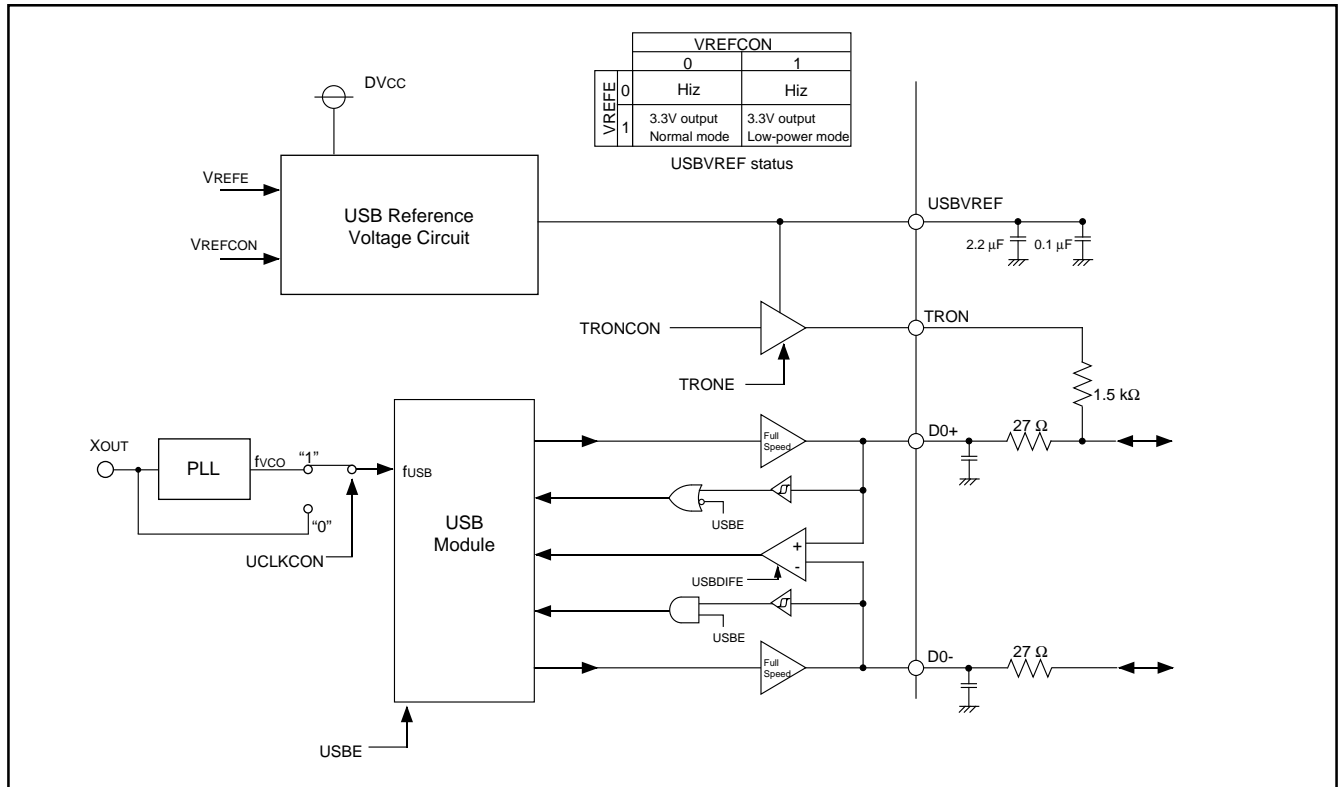 VREFCON
0 1
VREFE
0 Hiz Hiz
1 3.3V output 3.3V output
Normal mode Low-power mode
USBVREF status
DVCC
VREFE
VREFCON
USB Reference
Voltage Circuit
USBVREF
2.2 μF 0.1 μF
TRONCON
TRON
TRONE
1.5 kΩ
XOUT
PLL
fVCO
"1"
"0"
UCLKCON
fUSB
USB
Module
USBE
Full
Speed
D0+
27 Ω
USBE
+
-
USBDIFE
USBE
Full
Speed
D0-
27 Ω